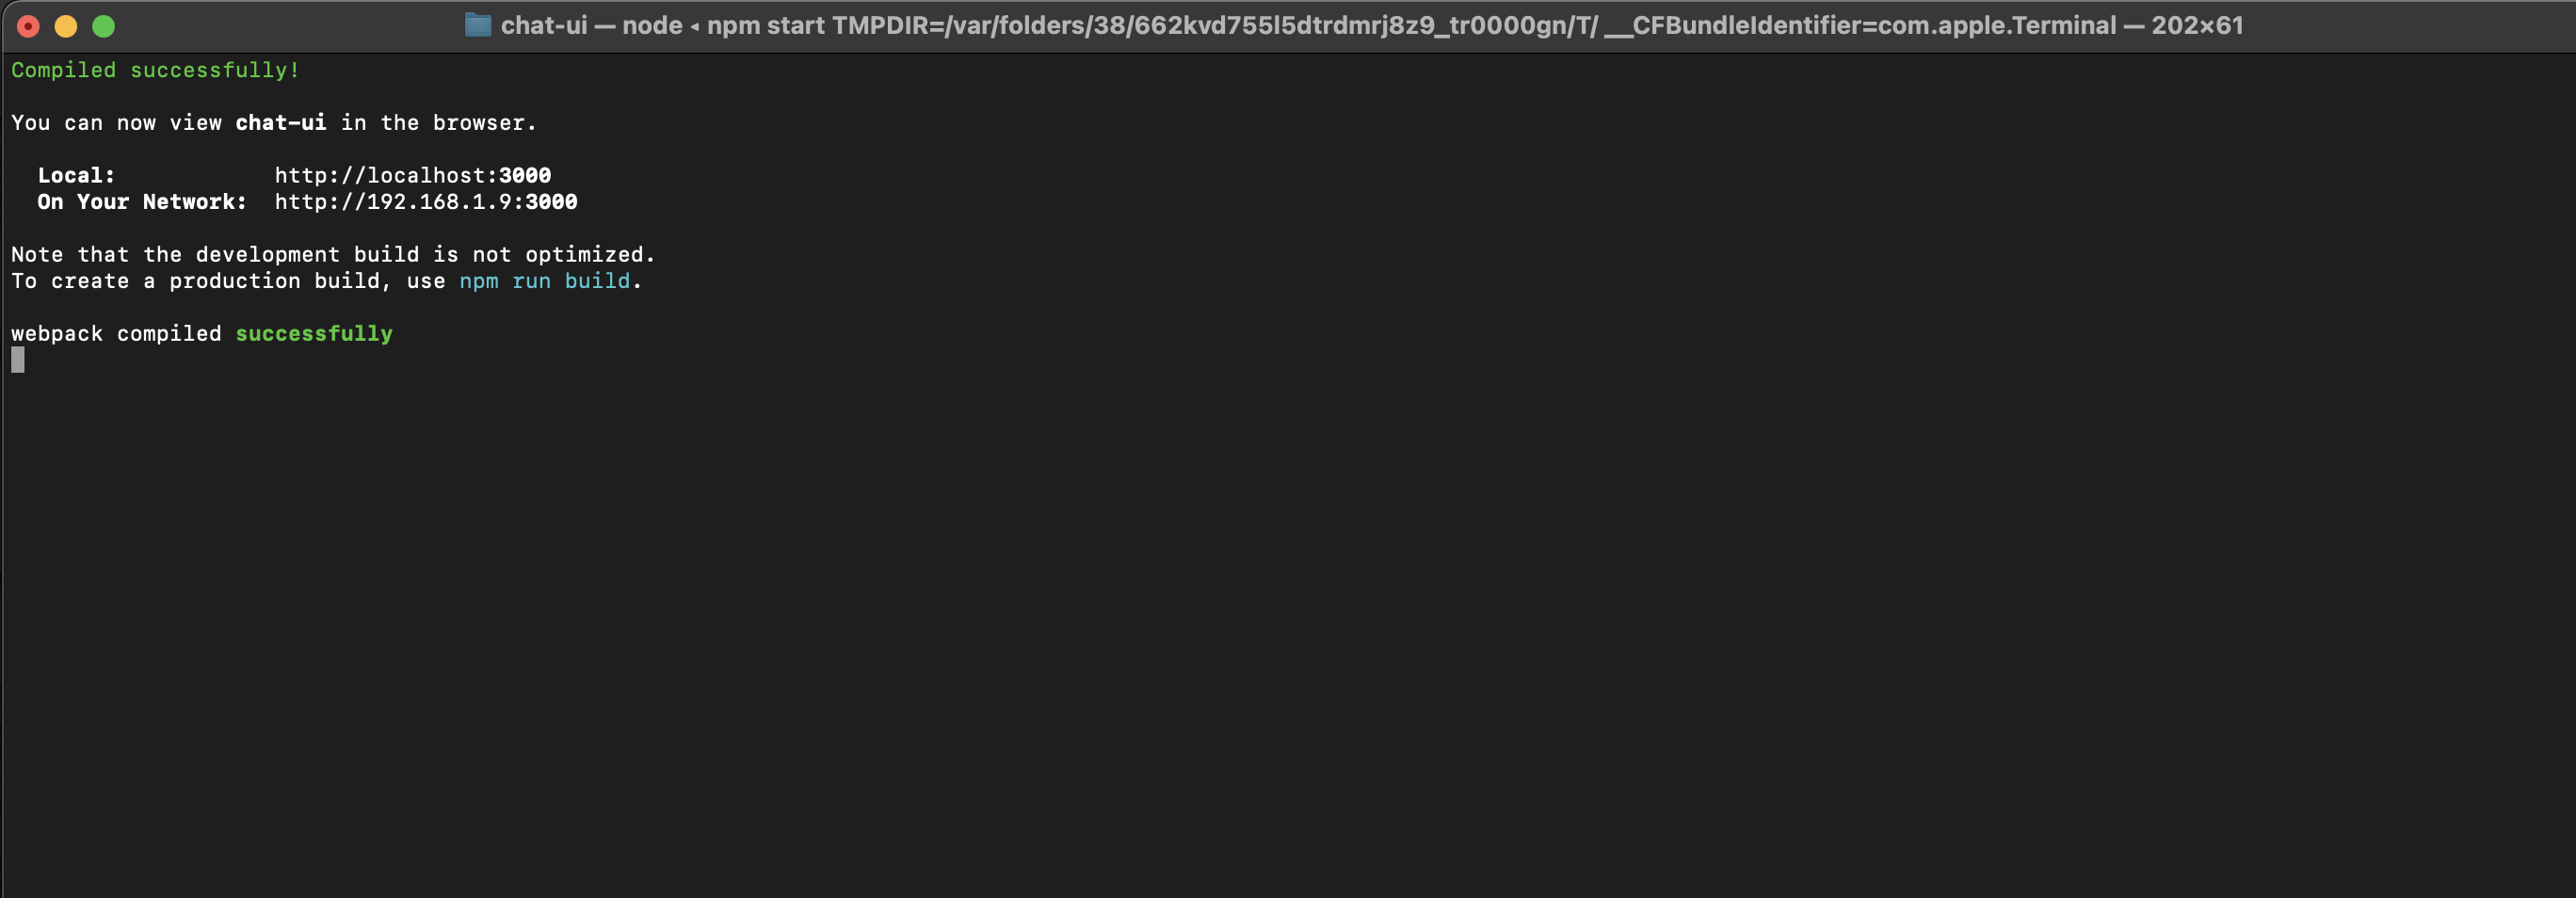 chat-ui — node ◂ npm start TMPDIR=/var/folders/38/662kvd755l5dtrdmrj8z9_tr0000gn/T/ __CFBundleIdentifier=com.apple.Terminal — 202×61
Compiled successfully!
You can now view chat-ui in the browser.
Local: http://localhost:3000
On Your Network: http://192.168.1.9:3000
Note that the development build is not optimized.
To create a production build, use npm run build.
webpack compiled successfully